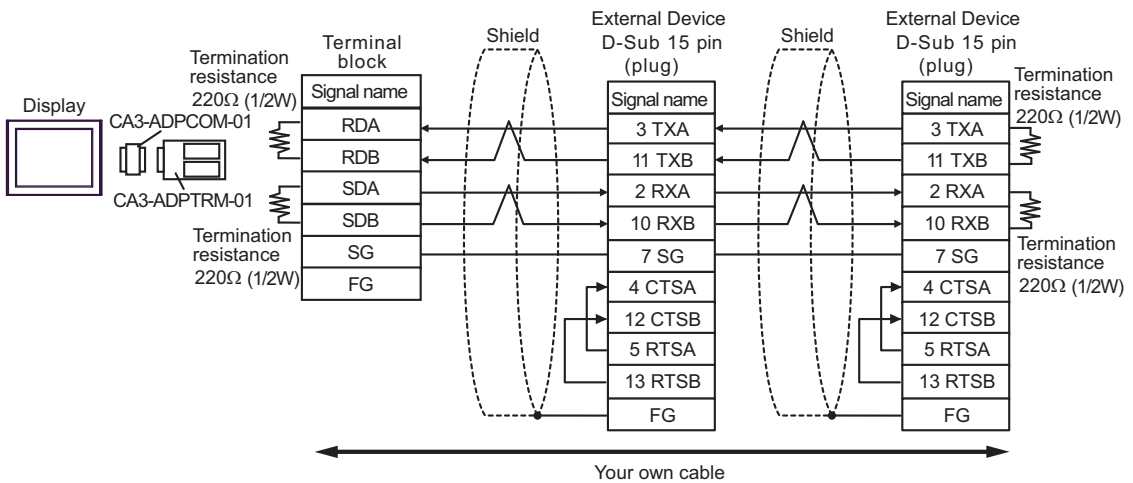 Display
CA3-ADPCOM-01
CA3-ADPTRM-01
Termination
resistance
220Ω (1/2W)
Termination
resistance
220Ω (1/2W)
Terminal
block
Signal name
RDA
RDB
SDA
SDB
SG
FG
Shield
External Device
D-Sub 15 pin
(plug)
Signal name
3 TXA
11 TXB
2 RXA
10 RXB
7 SG
4 CTSA
12 CTSB
5 RTSA
13 RTSB
FG
Shield
External Device
D-Sub 15 pin
(plug)
Signal name
3 TXA
11 TXB
2 RXA
10 RXB
7 SG
4 CTSA
12 CTSB
5 RTSA
13 RTSB
FG
Termination
resistance
220Ω (1/2W)
Termination
resistance
220Ω (1/2W)
Your own cable